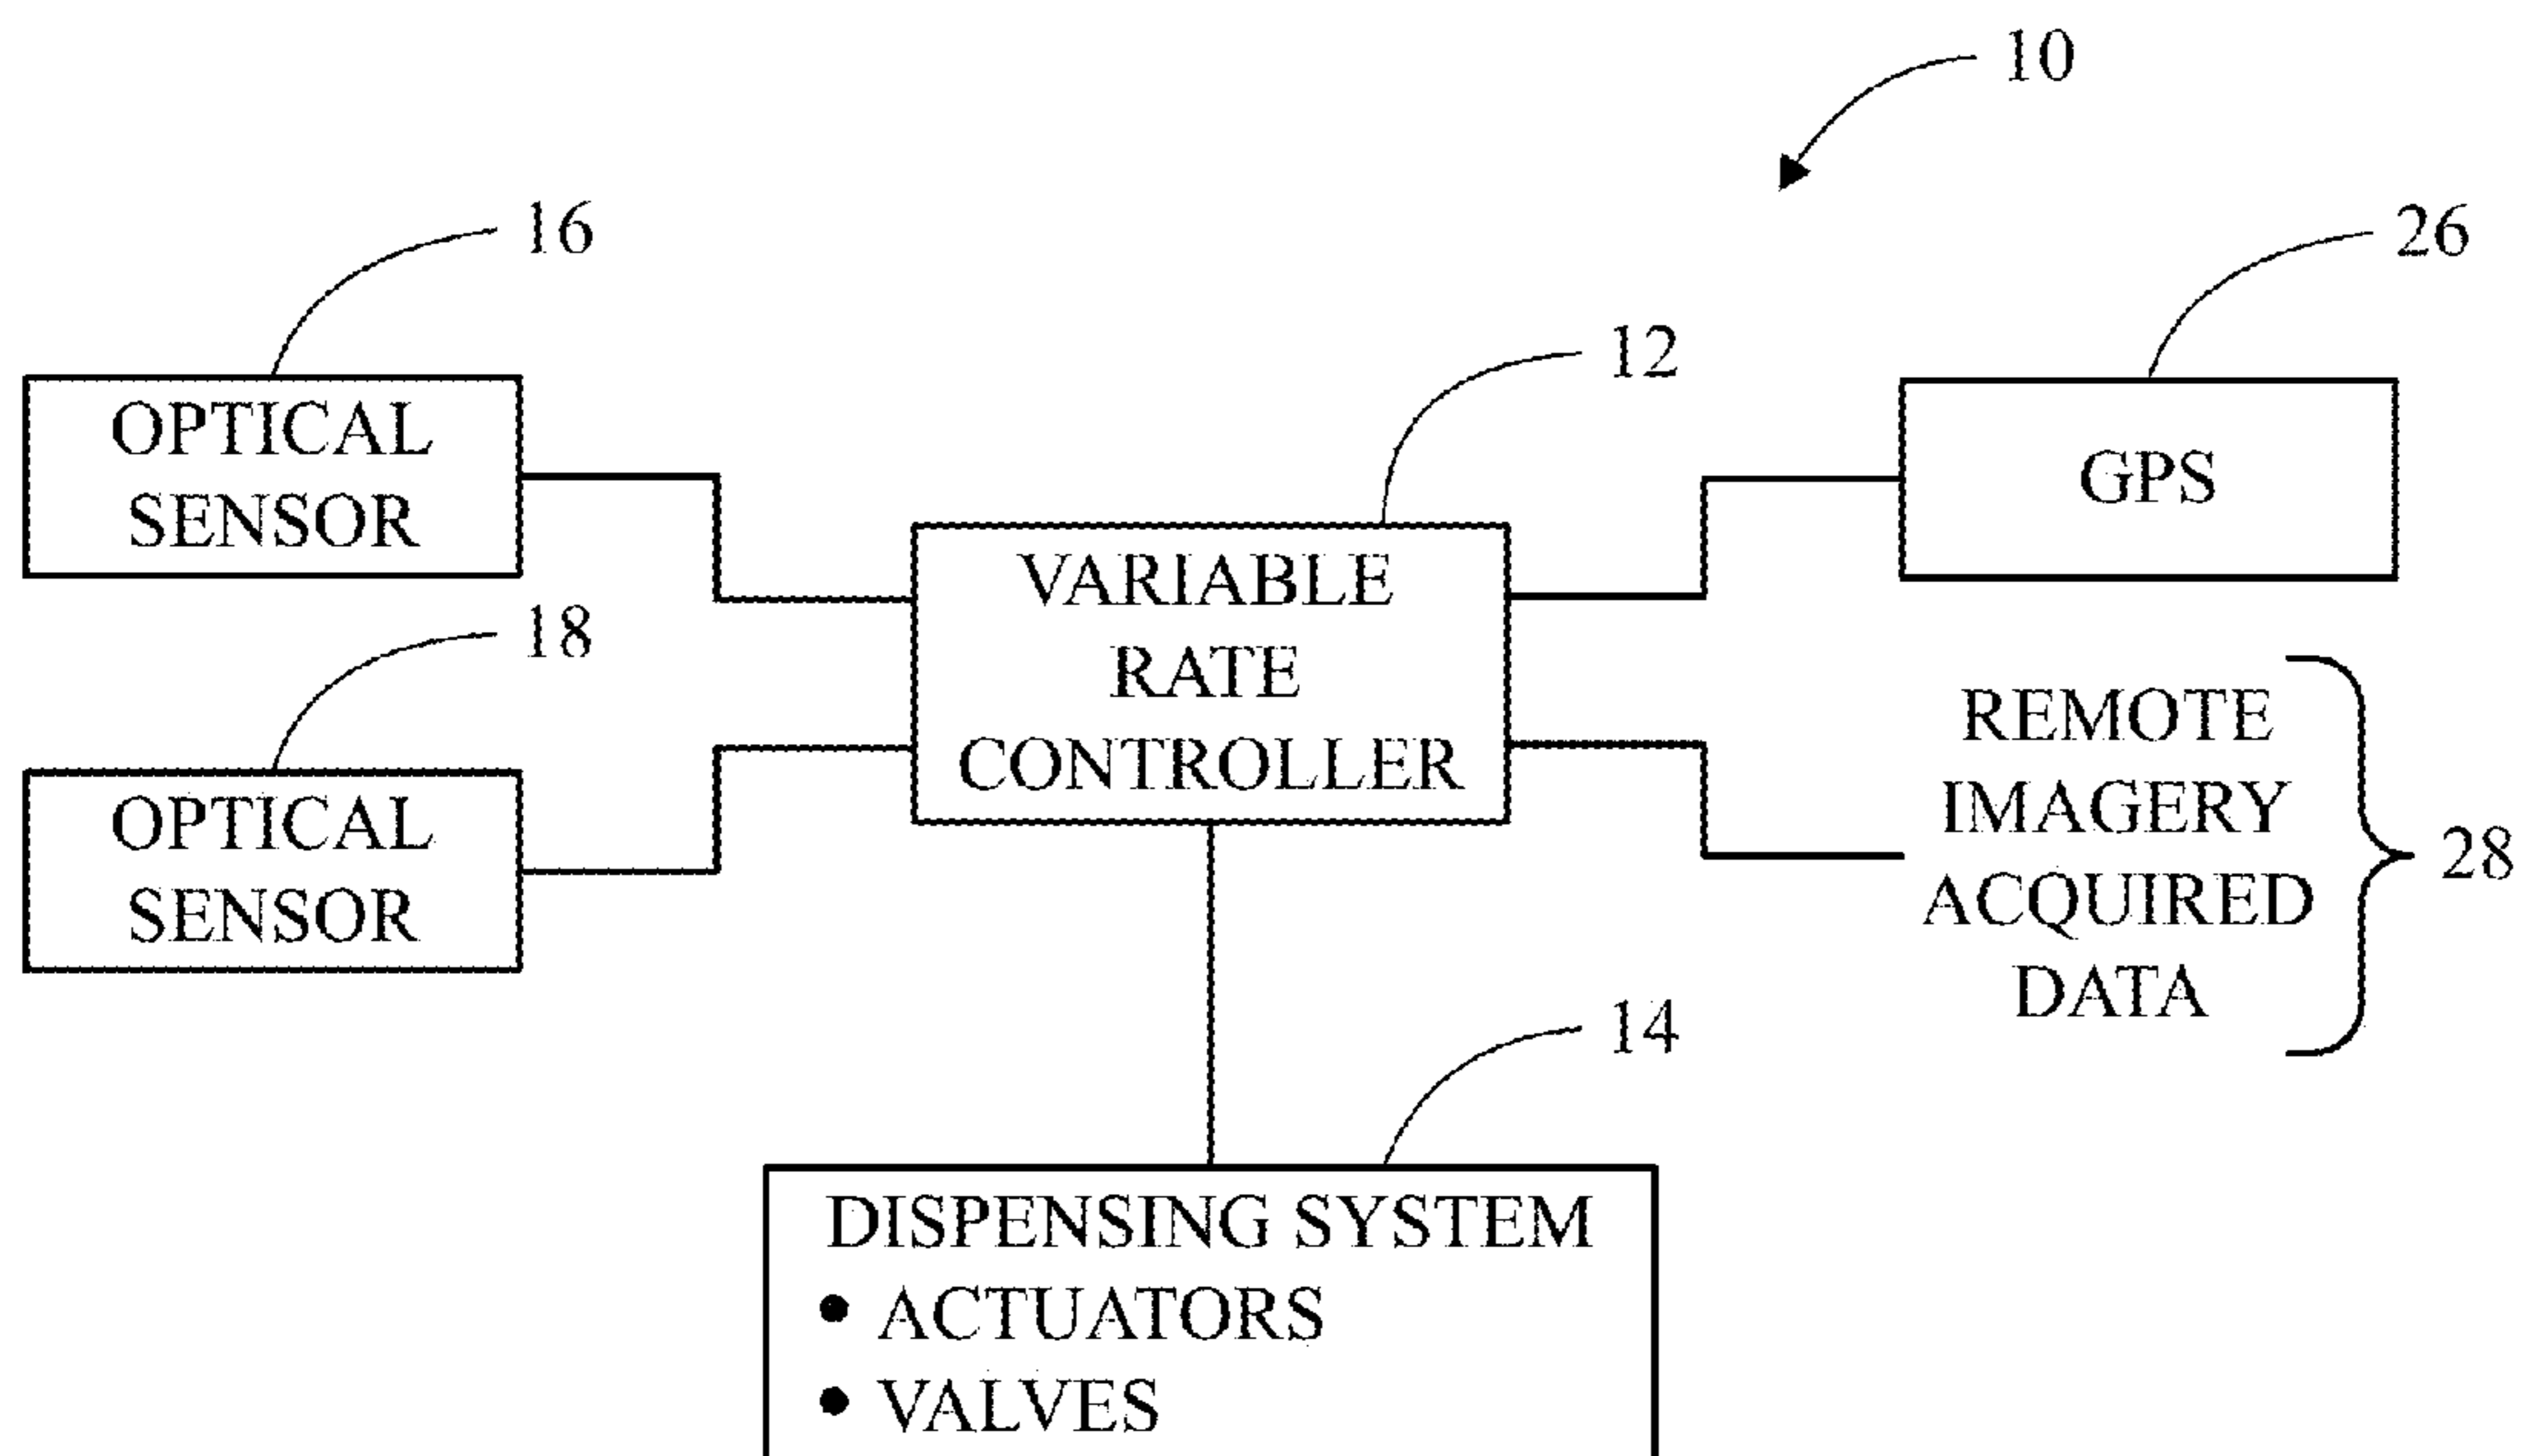 10
16
26
12
OPTICAL
SENSOR
GPS
VARIABLE
RATE
CONTROLLER
18
OPTICAL
SENSOR
REMOTE
IMAGERY
ACQUIRED
DATA
28
14
DISPENSING SYSTEM
• ACTUATORS
• VALVES